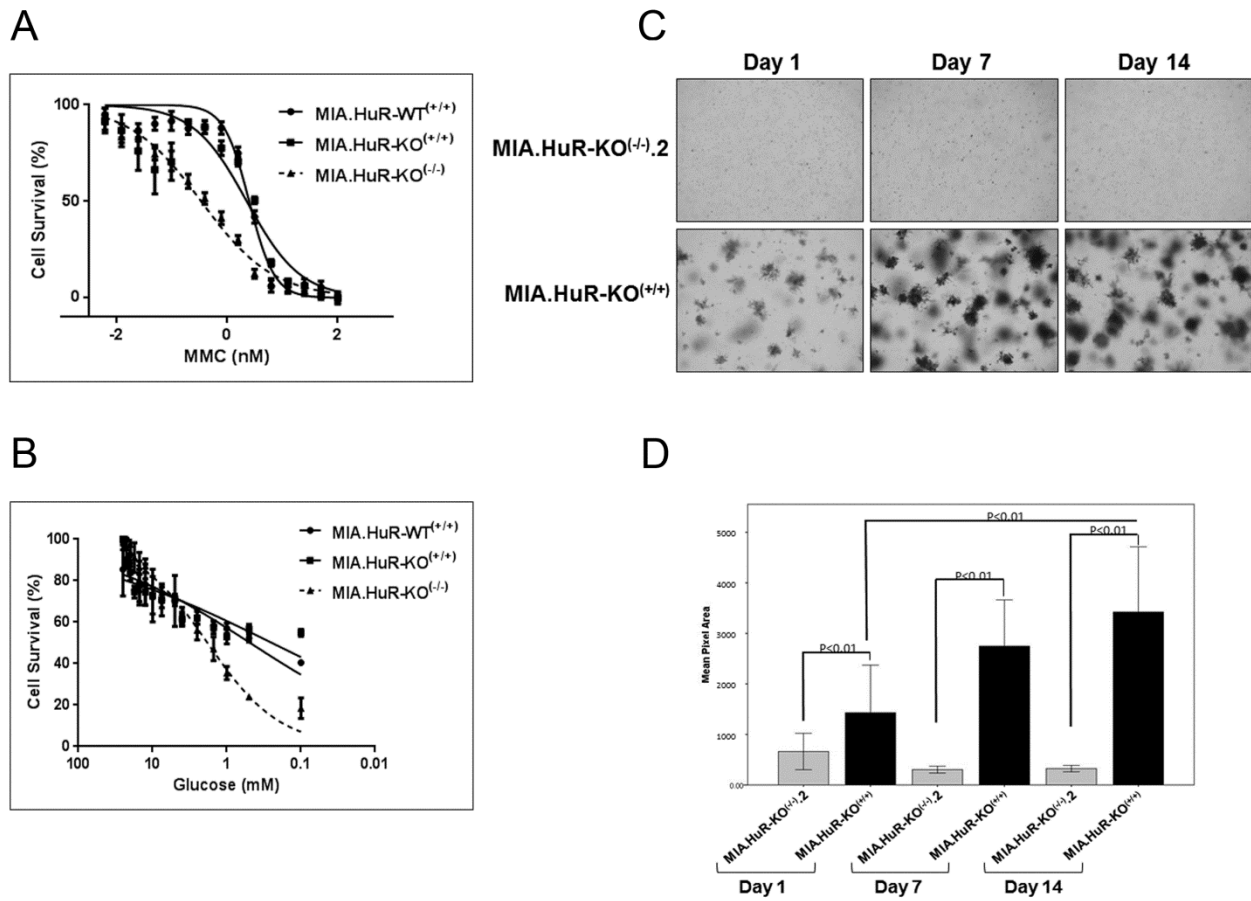 A
100
50
0
Cell Survival (%)
-2
0
2
MMC (nM)
MIA.HuR-WT(+/+)
MIA.HuR-KO(+/+)
MIA.HuR-KO(-/-)
B
100
80
60
40
20
0
Cell Survival (%)
100
10
1
0.1
0.01
Glucose (mM)
MIA.HuR-WT(+/+)
MIA.HuR-KO(+/+)
MIA.HuR-KO(-/-)
C
Day 1
Day 7
Day 14
MIA.HuR-KO(-/-).2
MIA.HuR-KO(+/+)
D
5000
4000
3000
2000
1000
0.00
Mean Pixel Area
P<0.01
P<0.01
P<0.01
P<0.01
MIA.HuR-KO(-/-).2
MIA.HuR-KO(+/+)
MIA.HuR-KO(-/-).2
MIA.HuR-KO(+/+)
MIA.HuR-KO(-/-).2
MIA.HuR-KO(+/+)
Day 1
Day 7
Day 14